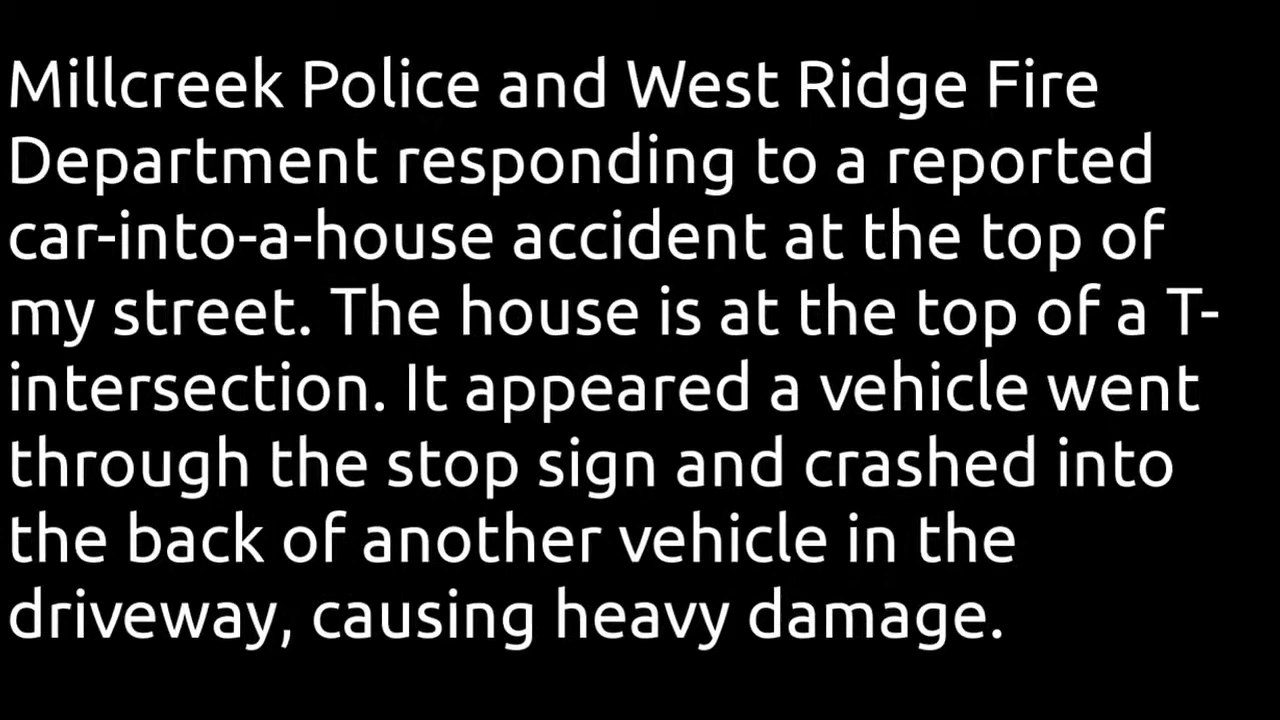 Millcreek Police and West Ridge Fire
Department responding to a reported
car-into-a-house accident at the top of
my street. The house is at the top of a T-
intersection. It appeared a vehicle went
through the stop sign and crashed into
the back of another vehicle in the
driveway, causing heavy damage.